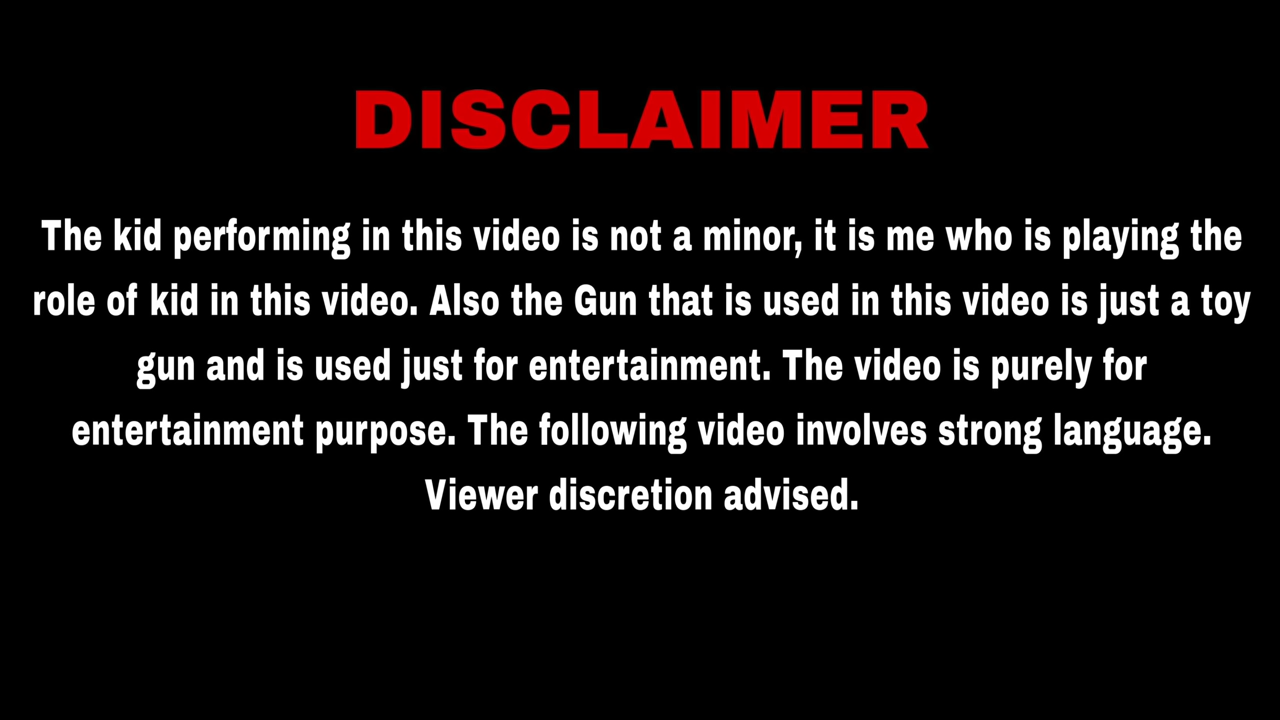 DISCLAIMER
The kid performing in this video is not a minor, it is me who is playing the
role of kid in this video. Also the Gun that is used in this video is just a toy
gun and is used just for entertainment. The video is purely for
entertainment purpose. The following video involves strong language.
Viewer discretion advised.